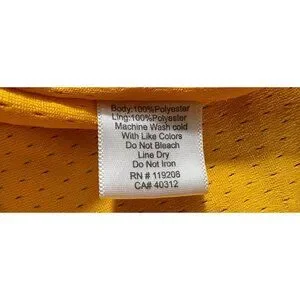 Body:100%Polyester
Ling:100%Polyester
Machine Wash cold
With Like Colors
Do Not Bleach
Line Dry
Do Not Iron
RN # 119208
CA# 40312